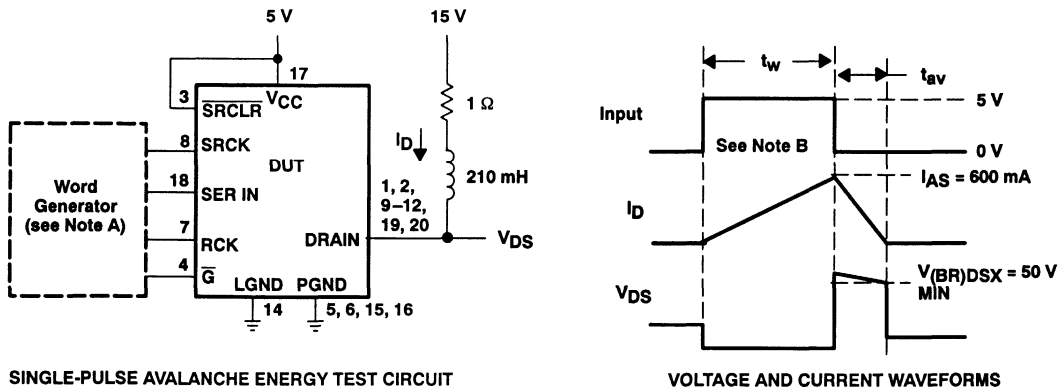 5 V
15 V
17
VCC
3
SRCLR
1 Ω
8
SRCK
DUT
ID
Word
Generator
(see Note A)
18
SER IN
210 mH
1, 2,
9–12,
19, 20
7
RCK
DRAIN
VDS
4
G
LGND
PGND
14
5, 6, 15, 16
SINGLE-PULSE AVALANCHE ENERGY TEST CIRCUIT
tw
tav
Input
See Note B
5 V
0 V
IAS = 600 mA
ID
V(BR)DSX = 50 V
MIN
VDS
VOLTAGE AND CURRENT WAVEFORMS